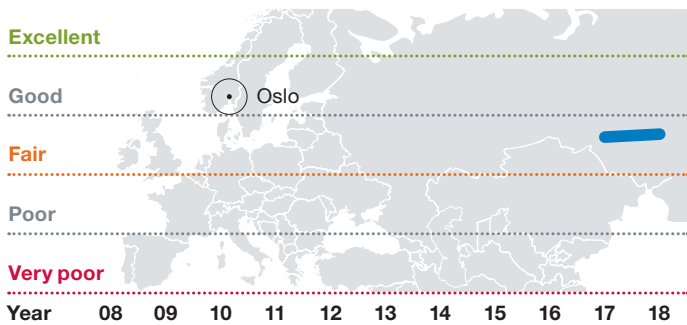 Excellent
Good
Oslo
Fair
Poor
Very poor
Year 08 09 10 11 12 13 14 15 16 17 18